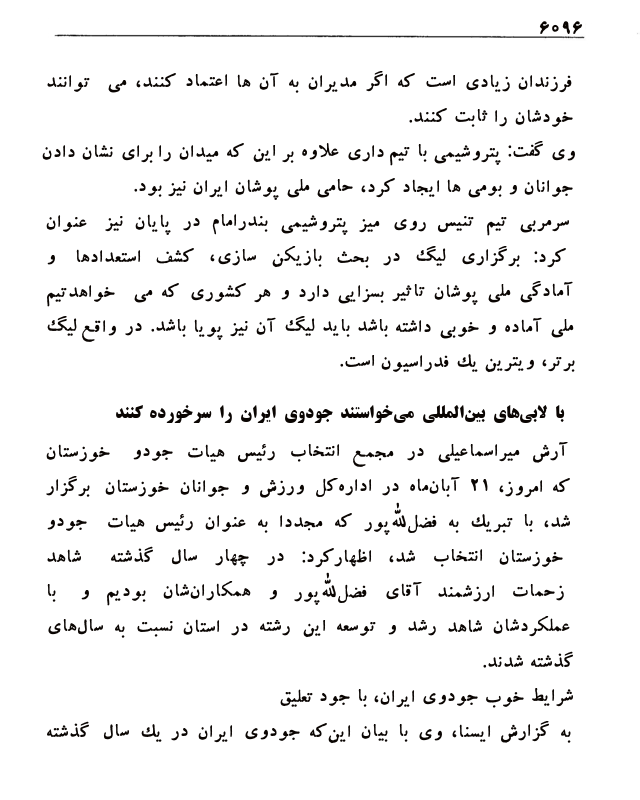 ۶۰۹۶
فرزندان زیادی است که اگر مدیران به آن ها اعتماد کنند، می توانند
خودشان را ثابت کنند.
وی گفت: پتروشیمی با تیم داری علاوه بر این که میدان را برای نشان دادن
جوانان و بومی ها ایجاد کرد، حامی ملی پوشان ایران نیز بود.
سرمربی تیم تنیس روی میز پتروشیمی بندرامام در پایان نیز عنوان
کرد: برگزاری لیگ در بحث بازیکن سازی، کشف استعدادها و
آمادگی ملی پوشان تاثیر بسزایی دارد و هر کشوری که می خواهدتیم
ملی آماده و خوبی داشته باشد باید لیگ آن نیز پویا باشد. در واقع لیگ
برتر، ویترین یك فدراسیون است.
با لابی‌های بین‌المللی می‌خواستند جودوی ایران را سرخورده کنند
آرش میراسماعیلی در مجمع انتخاب رئیس هیات جودو خوزستان
که امروز، ۲۱ آبان‌ماه در اداره‌کل ورزش و جوانان خوزستان برگزار
شد، با تبریك به فضل‌الله‌پور که مجددا به عنوان رئیس هیات جودو
خوزستان انتخاب شد، اظهارکرد: در چهار سال گذشته شاهد
زحمات ارزشمند آقای فضل‌الله‌پور و همکاران‌شان بودیم و با
عملکردشان شاهد رشد و توسعه این رشته در استان نسبت به سال‌های
گذشته شدند.
شرایط خوب جودوی ایران، با جود تعلیق
به گزارش ایسنا، وی با بیان این‌که جودوی ایران در یك سال گذشته